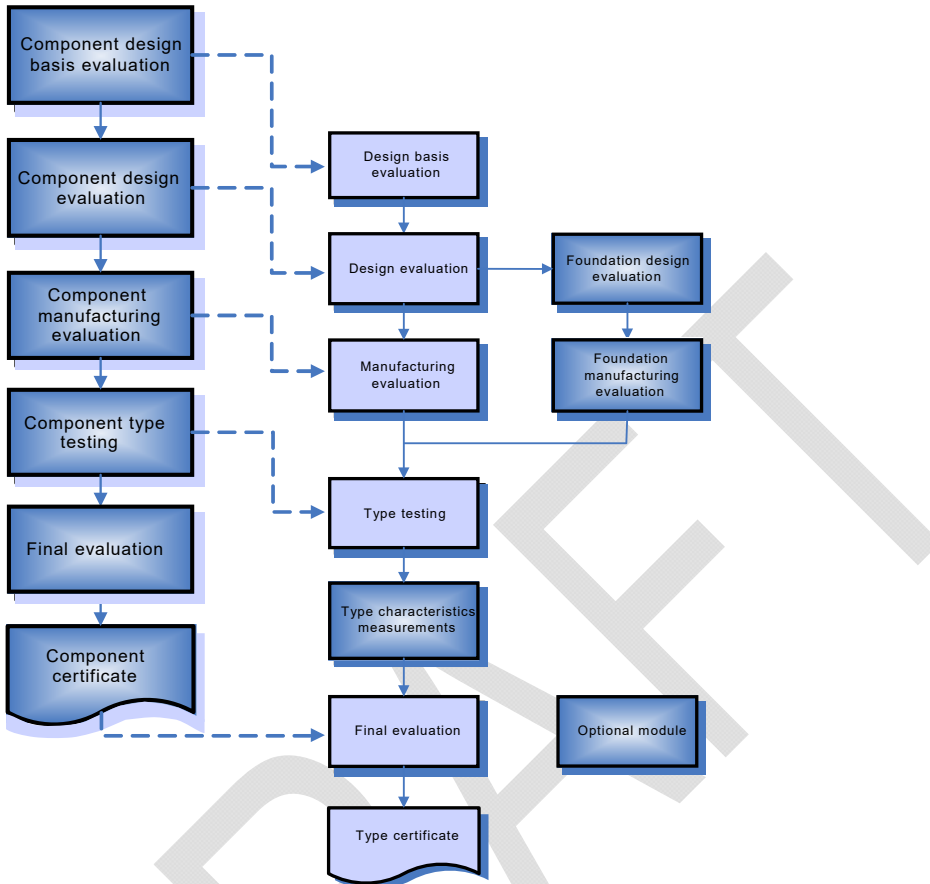 Component design
basis evaluation
Component design
evaluation
Component
manufacturing
evaluation
Component type
testing
Final evaluation
Component
certificate
Design basis
evaluation
Design evaluation
Manufacturing
evaluation
Foundation design
evaluation
Foundation
manufacturing
evaluation
Type testing
Type characteristics
measurements
Final evaluation
Type certificate
Optional module
DRAFT